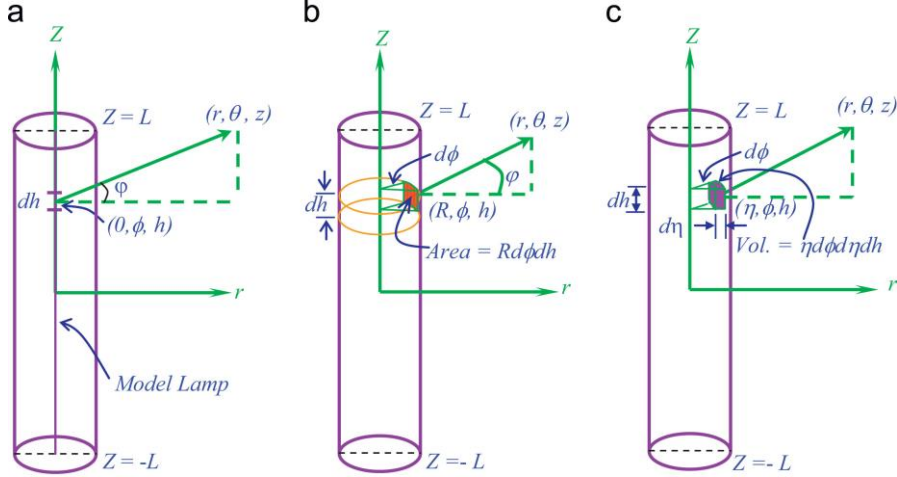 a
Z
Z = L
(r, θ, z)
φ
dh
(0, ϕ, h)
r
Model Lamp
Z = -L
b
Z
Z = L
(r, θ, z)
dϕ
φ
dh
(R, ϕ, h)
Area = Rdϕdh
r
Z = - L
c
Z
Z = L
(r, θ, z)
dϕ
dh
(η, ϕ, h)
dη
Vol. = ηdϕdηdh
r
Z = - L